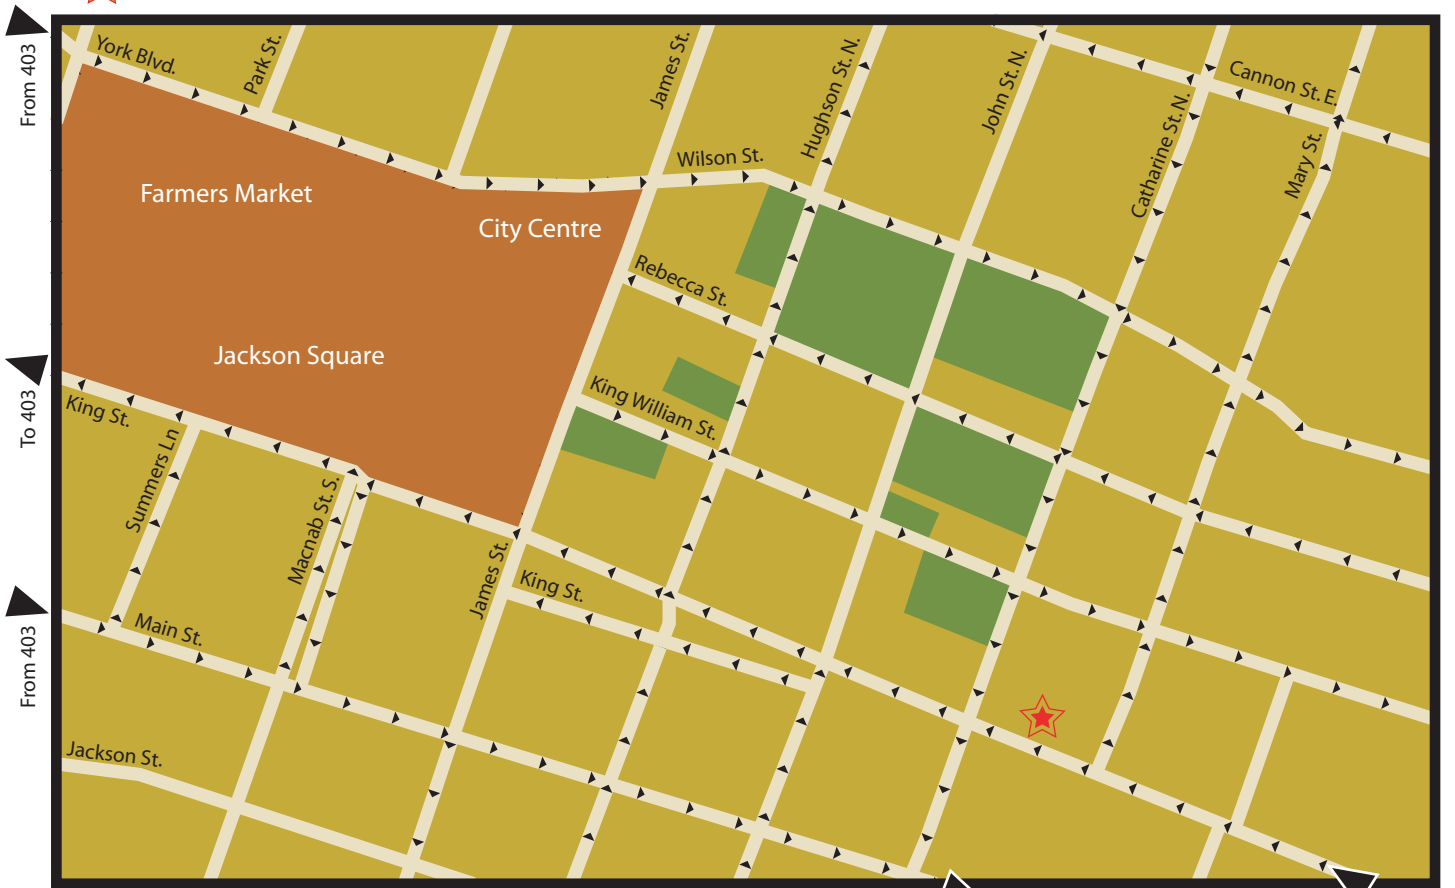 From 403
York Blvd.
Park St.
James St.
Hughson St. N.
John St. N.
Cannon St. E.
Catharine St. N.
Mary St.
Wilson St.
Farmers Market
City Centre
Rebecca St.
Jackson Square
To 403
King St.
King William St.
Summers Ln
Macnab St. S.
James St.
King St.
From 403
Main St.
Jackson St.